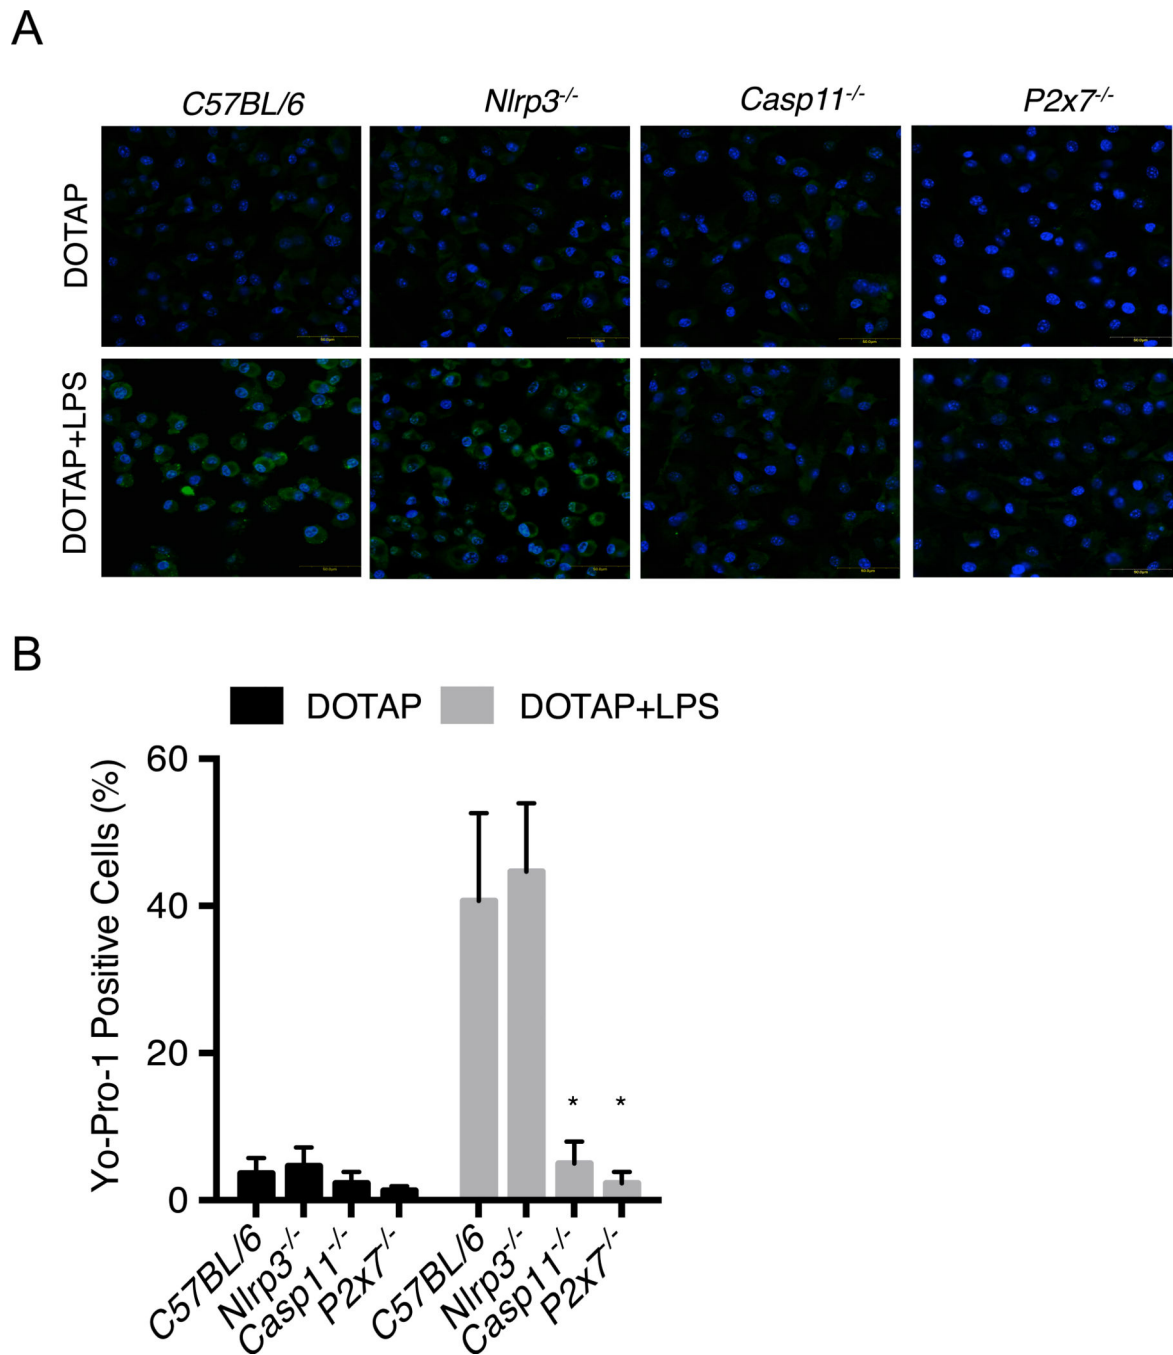 A
C57BL/6 Nlrp3-/- Casp11-/- P2x7-/-
DOTAP
DOTAP+LPS
B
DOTAP DOTAP+LPS
Yo-Pro-1 Positive Cells (%)
60
40
20
0
* *
C57BL/6 Nlrp3-/- Casp11-/- P2x7-/- C57BL/6 Nlrp3-/- Casp11-/- P2x7-/-